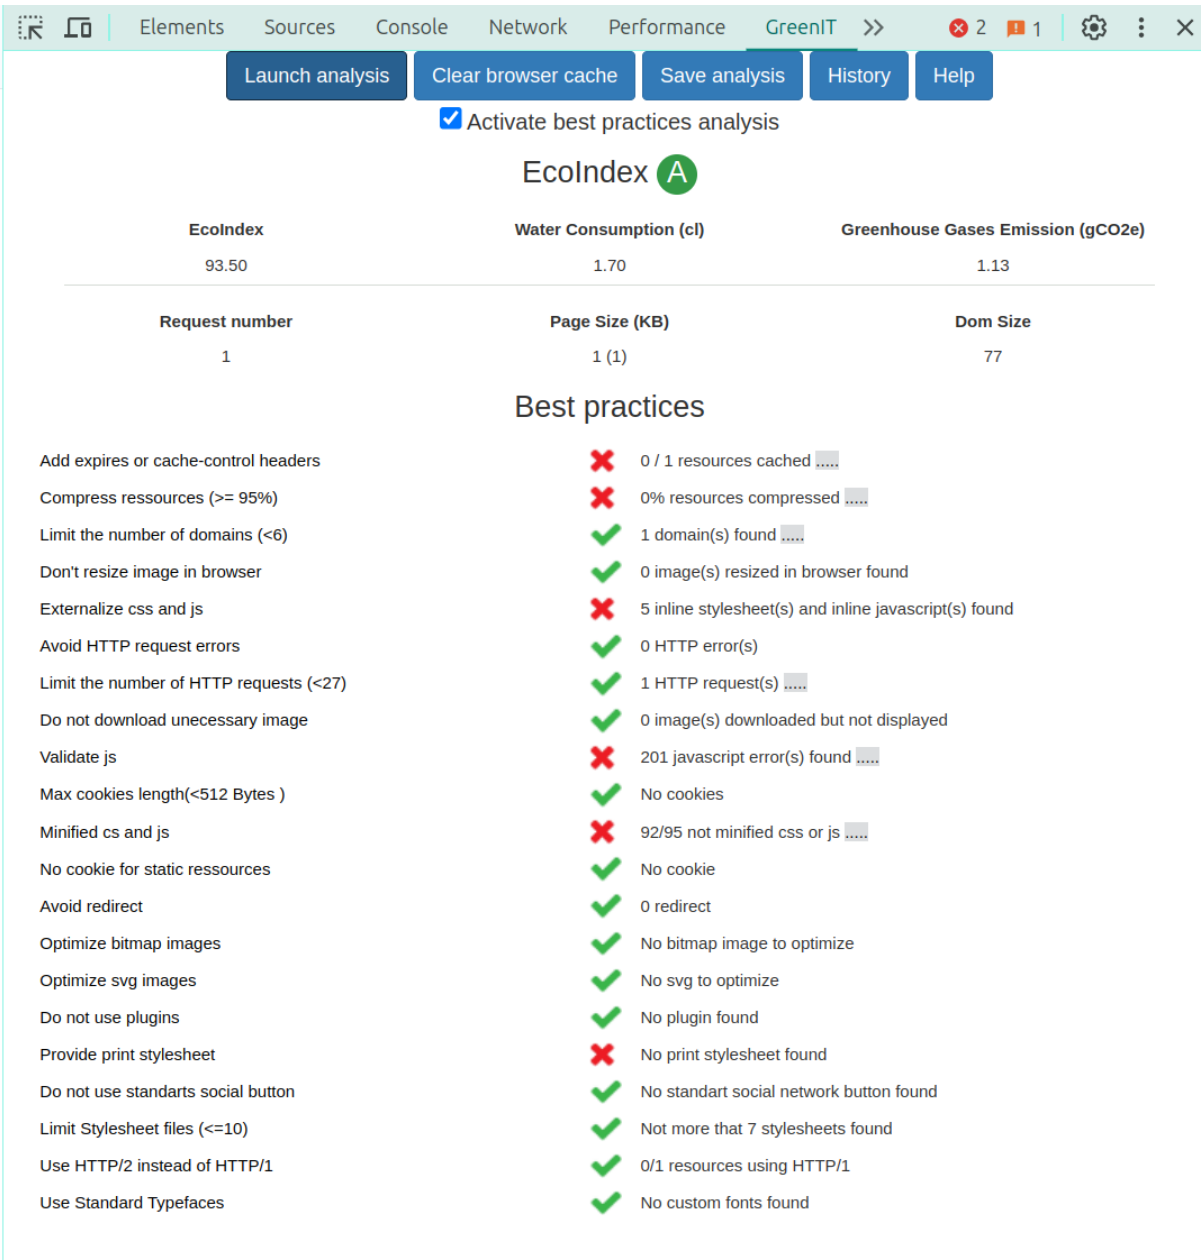 Elements Sources Console Network Performance GreenIT 2 1
Launch analysis Clear browser cache Save analysis History Help
Activate best practices analysis
EcoIndex A
EcoIndex Water Consumption (cl) Greenhouse Gases Emission (gCO2e)
93.50 1.70 1.13
Request number Page Size (KB) Dom Size
1 1 (1) 77
Best practices
Add expires or cache-control headers 0 / 1 resources cached .....
Compress ressources (>= 95%) 0% resources compressed .....
Limit the number of domains (<6) 1 domain(s) found .....
Don't resize image in browser 0 image(s) resized in browser found
Externalize css and js 5 inline stylesheet(s) and inline javascript(s) found
Avoid HTTP request errors 0 HTTP error(s)
Limit the number of HTTP requests (<27) 1 HTTP request(s) .....
Do not download unecessary image 0 image(s) downloaded but not displayed
Validate js 201 javascript error(s) found .....
Max cookies length(<512 Bytes ) No cookies
Minified cs and js 92/95 not minified css or js .....
No cookie for static ressources No cookie
Avoid redirect 0 redirect
Optimize bitmap images No bitmap image to optimize
Optimize svg images No svg to optimize
Do not use plugins No plugin found
Provide print stylesheet No print stylesheet found
Do not use standarts social button No standart social network button found
Limit Stylesheet files (<=10) Not more that 7 stylesheets found
Use HTTP/2 instead of HTTP/1 0/1 resources using HTTP/1
Use Standard Typefaces No custom fonts found